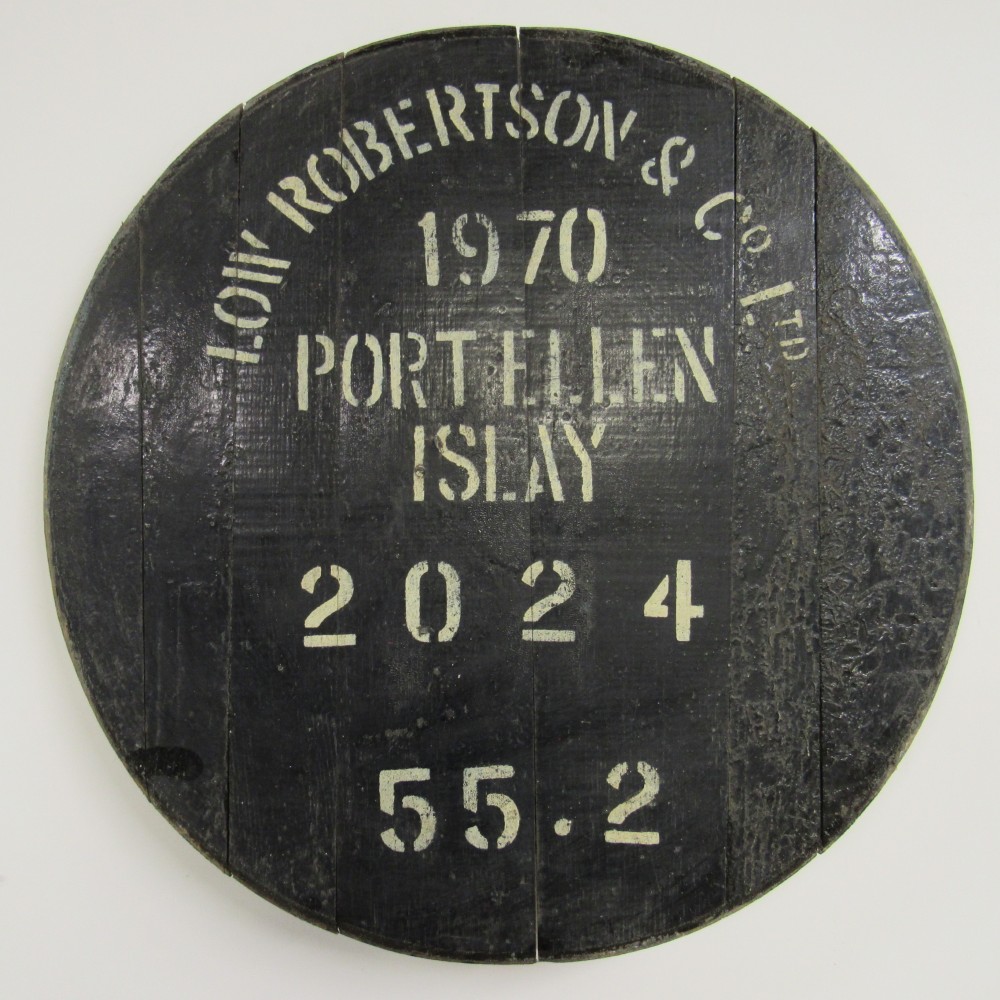 LOW ROBERTSON & Co LTD
1970
PORT ELLEN
ISLAY
2024
55.2